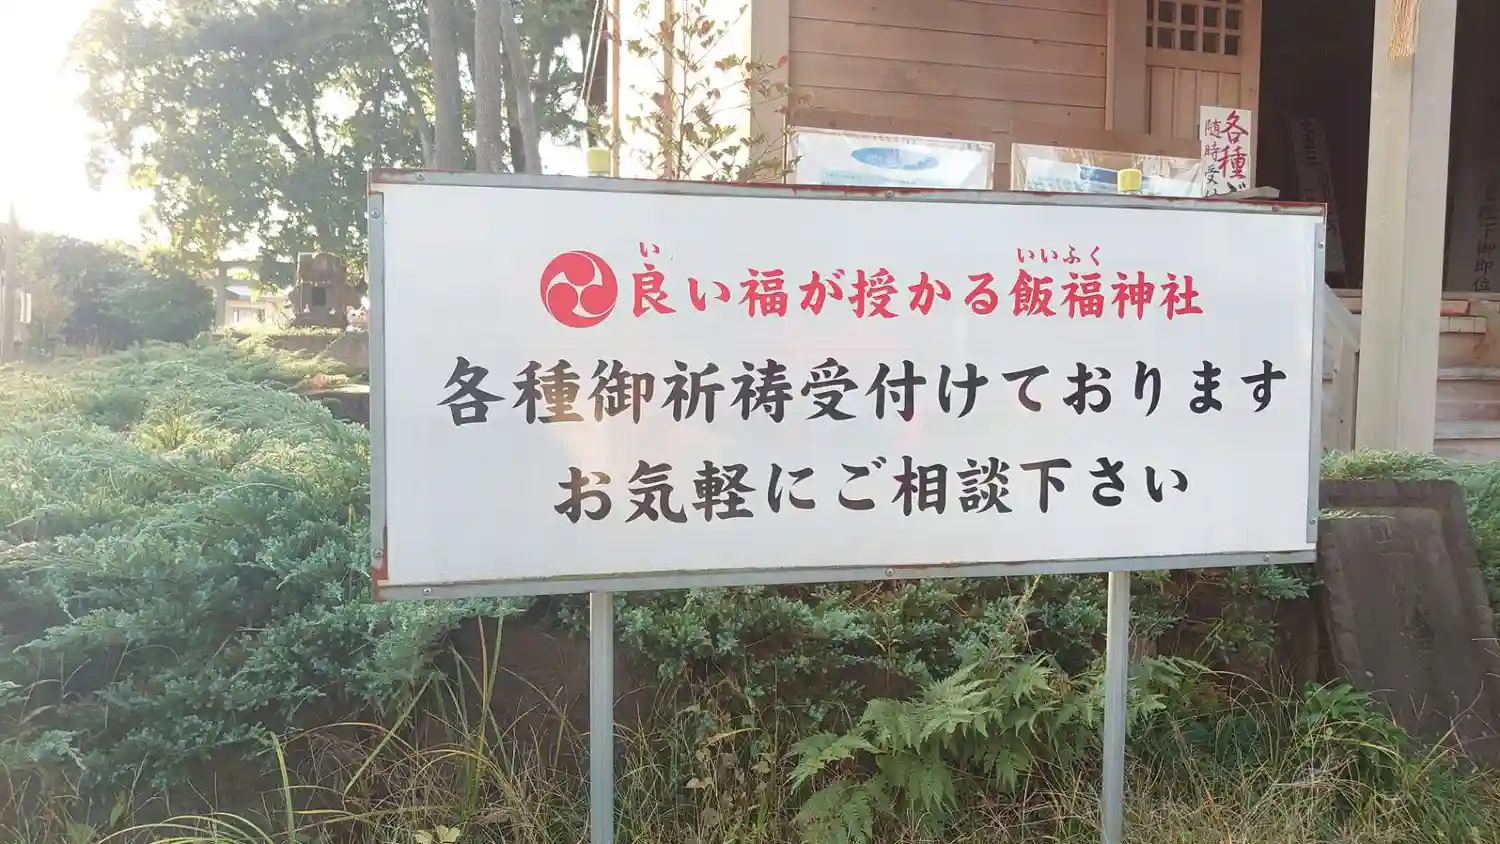 い
いいふく
良い福が授かる飯福神社
各種御祈祷受付けております
お気軽にご相談下さい
各種
随時受付